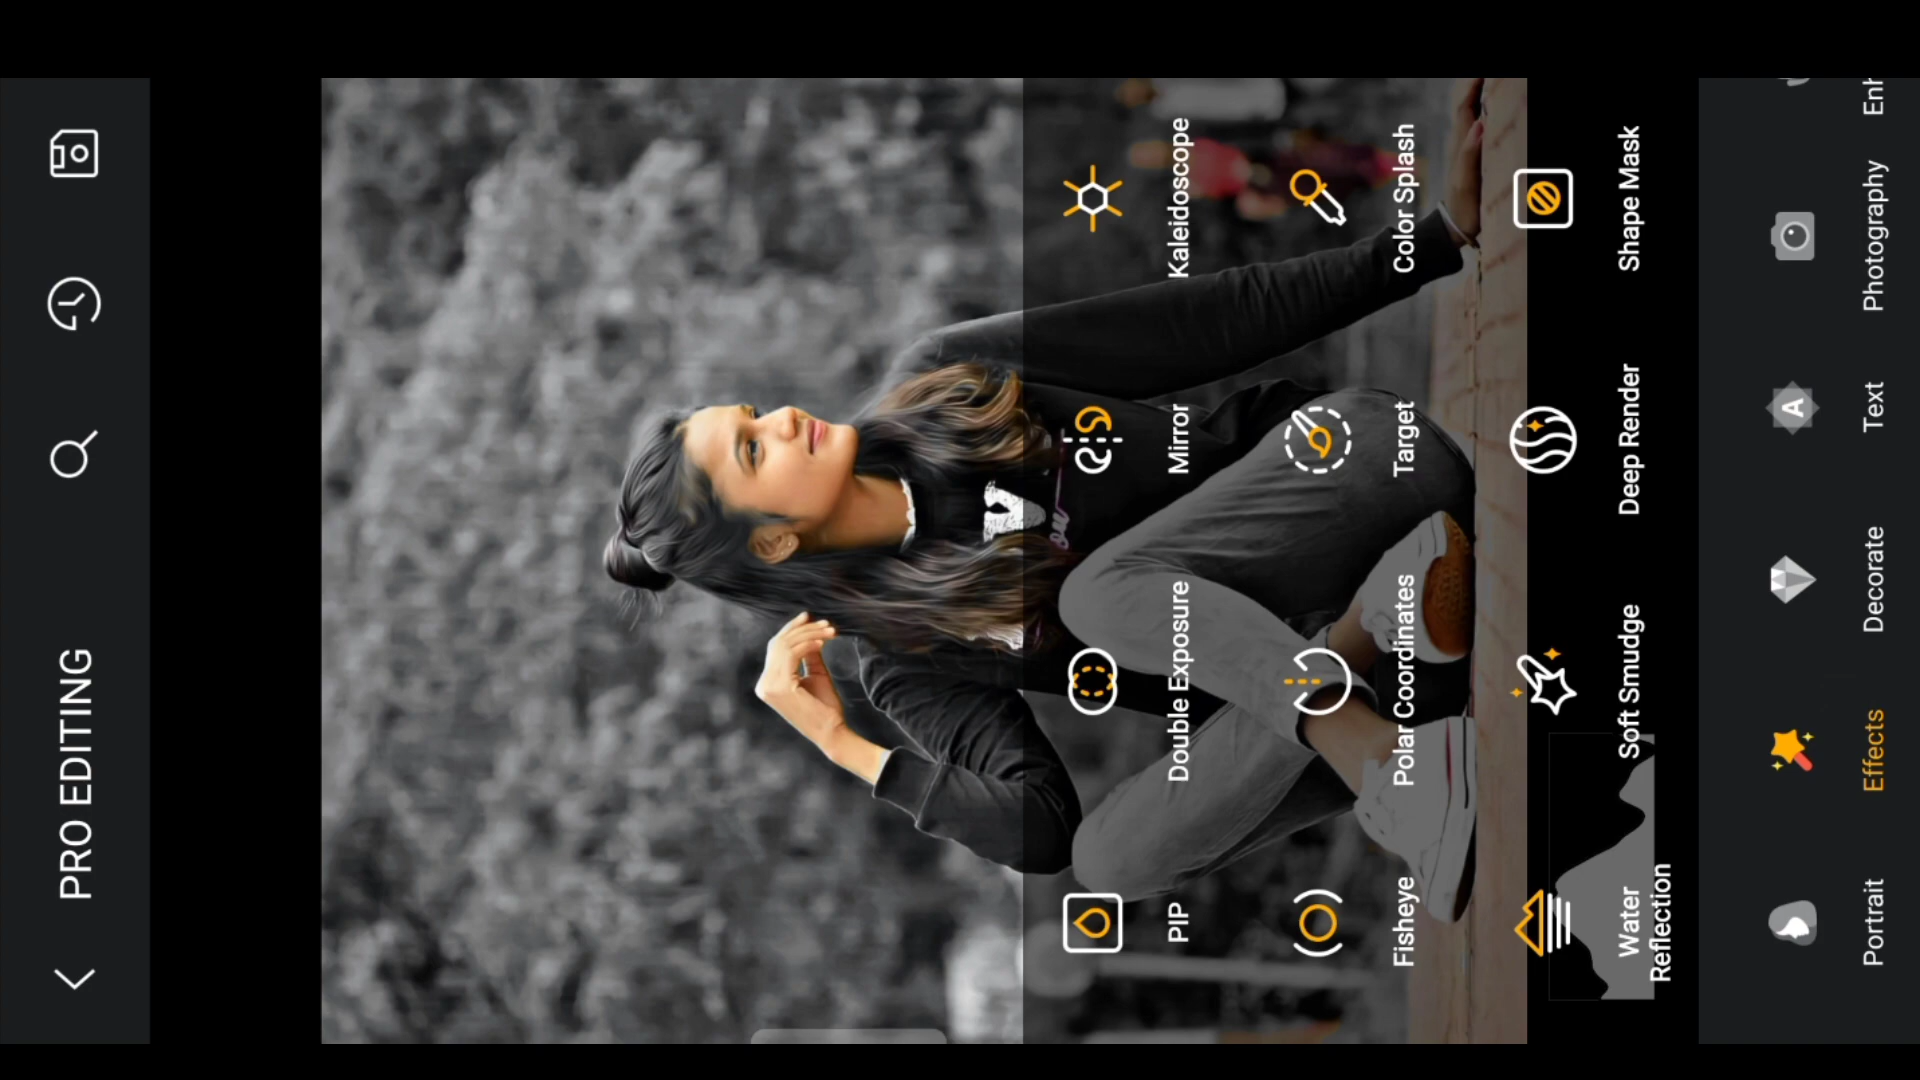 PRO EDITING
PIP
Double Exposure
Mirror
Kaleidoscope
Fisheye
Polar Coordinates
Target
Color Splash
Water
Reflection
Soft Smudge
Deep Render
Shape Mask
Portrait
Effects
Decorate
Text
Photography